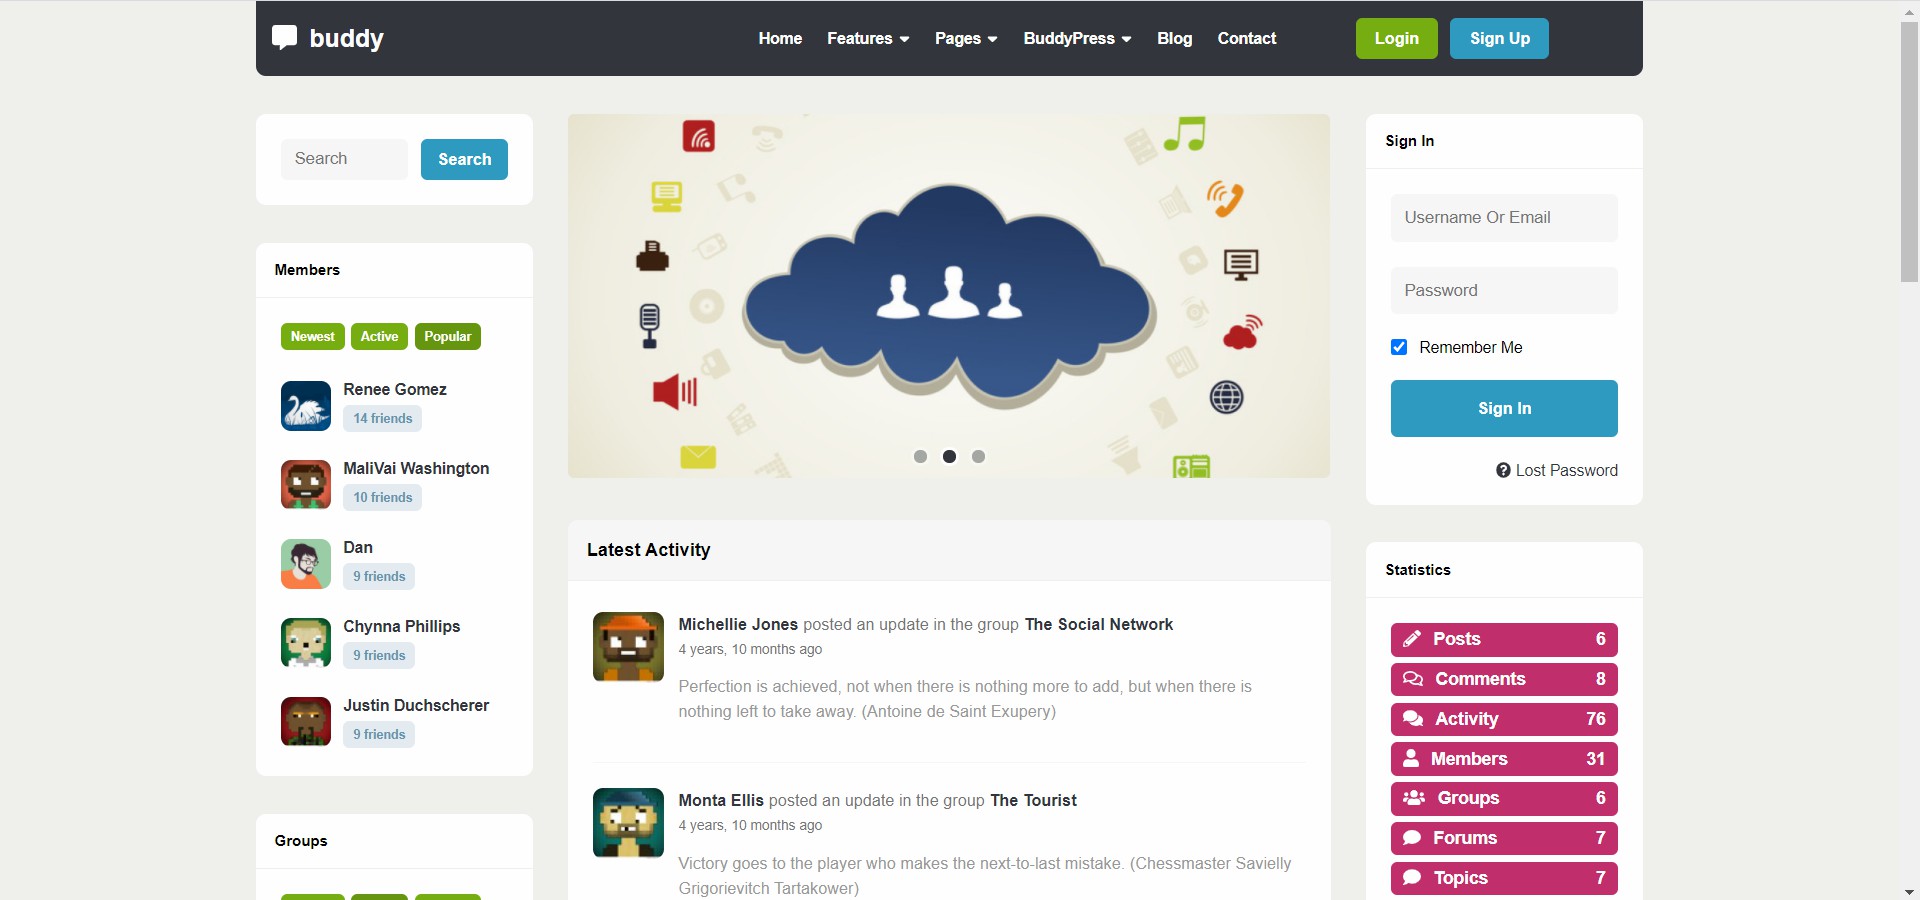 buddy
Home Features Pages BuddyPress Blog Contact
Login Sign Up
Search Search
Members
Newest Active Popular
Renee Gomez
14 friends
MaliVai Washington
10 friends
Dan
9 friends
Chynna Phillips
9 friends
Justin Duchscherer
9 friends
Groups
Latest Activity
Michellie Jones posted an update in the group The Social Network
4 years, 10 months ago
Perfection is achieved, not when there is nothing more to add, but when there is
nothing left to take away. (Antoine de Saint Exupery)
Monta Ellis posted an update in the group The Tourist
4 years, 10 months ago
Victory goes to the player who makes the next-to-last mistake. (Chessmaster Savielly
Grigorievitch Tartakower)
Sign In
Username Or Email
Password
Remember Me
Sign In
Lost Password
Statistics
Posts 6
Comments 8
Activity 76
Members 31
Groups 6
Forums 7
Topics 7